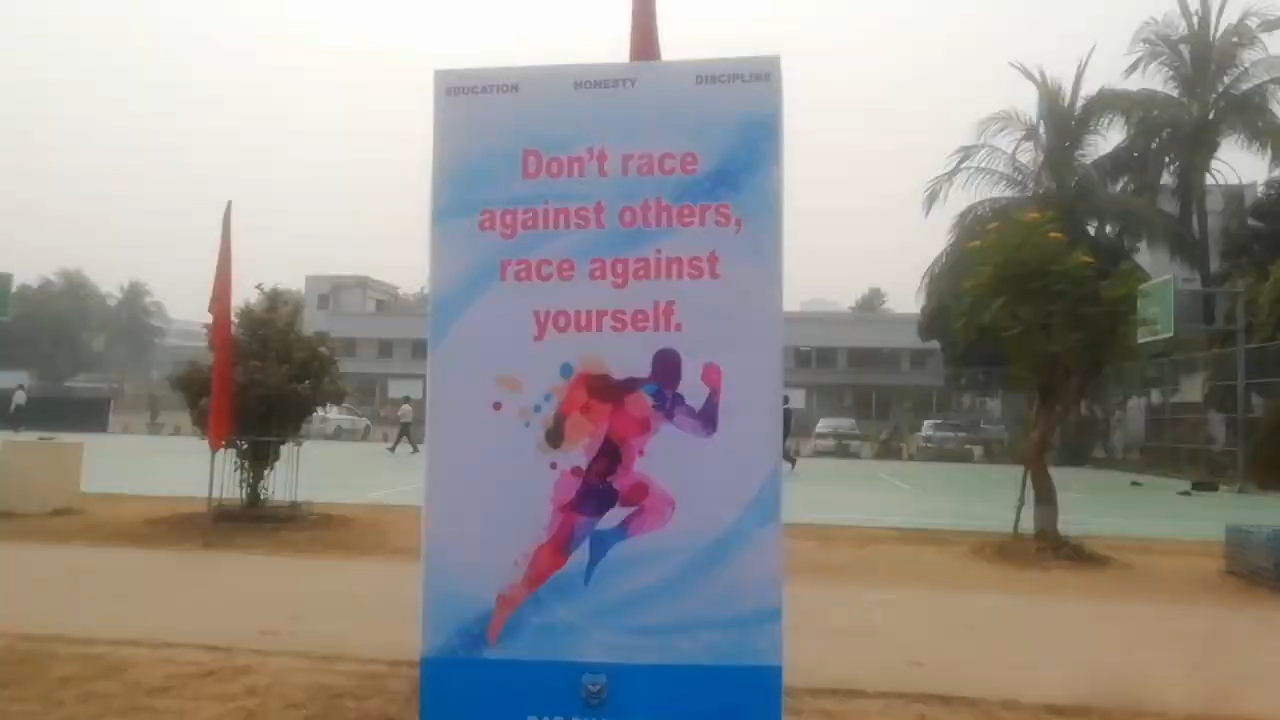 EDUCATION HONESTY DISCIPLINE
Don't race
against others,
race against
yourself.